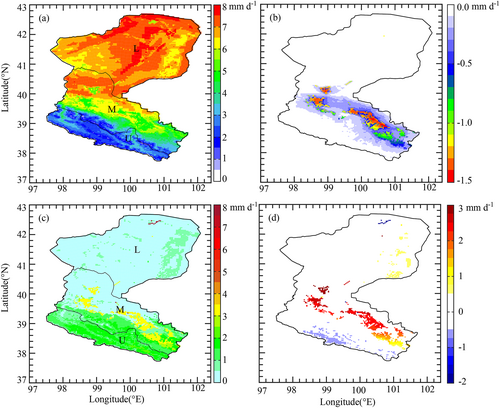 (a)
8 mm d⁻¹
43
42
41
40
39
38
37
Latitude(°N)
L
M
U
7
6
5
4
3
2
1
0
97 98 99 100 101 102
(b)
0.0 mm d⁻¹
-0.5
-1.0
-1.5
97 98 99 100 101 102
(c)
8 mm d⁻¹
43
42
41
40
39
38
37
Latitude(°N)
L
M
U
7
6
5
4
3
2
1
0
97 98 99 100 101 102
Longitude(°E)
(d)
3 mm d⁻¹
2
1
-1
-2
97 98 99 100 101 102
Longitude(°E)